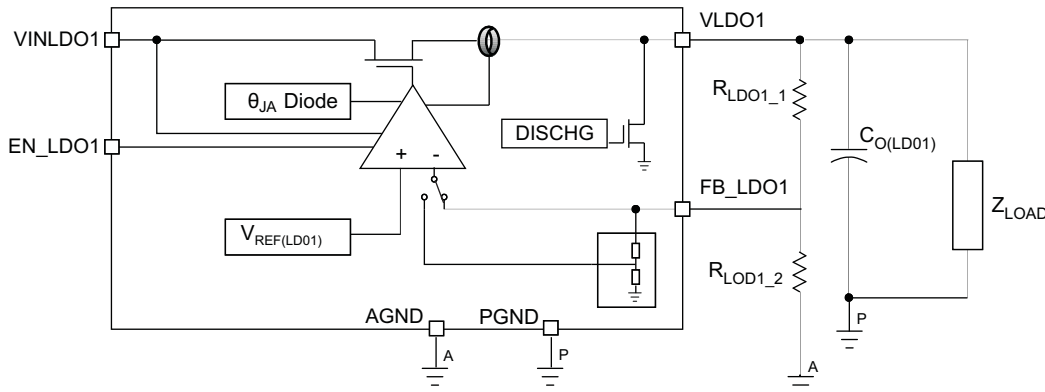 VINLDO1
VLDO1
RLDO1_1
θJA Diode
DISCHG
EN_LDO1
CO(LD01)
+ -
FB_LDO1
ZLOAD
VREF(LD01)
RLOD1_2
AGND
PGND
P
A
P
A